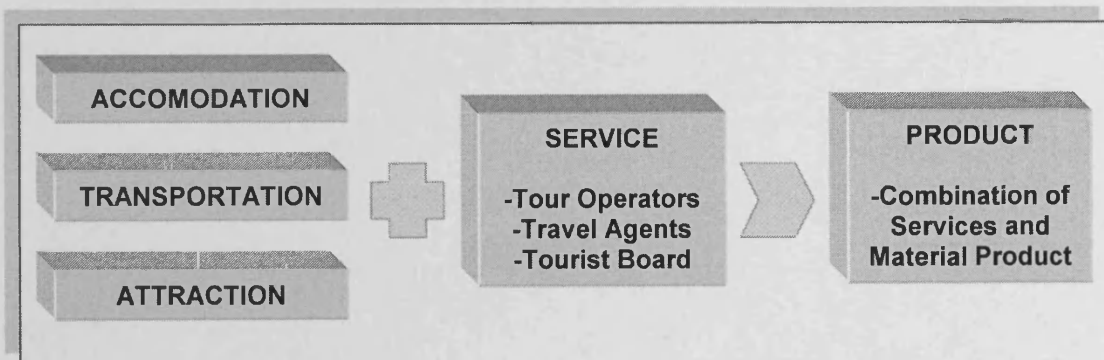 ACCOMODATION
TRANSPORTATION
ATTRACTION
SERVICE
-Tour Operators
-Travel Agents
-Tourist Board
PRODUCT
-Combination of
Services and
Material Product